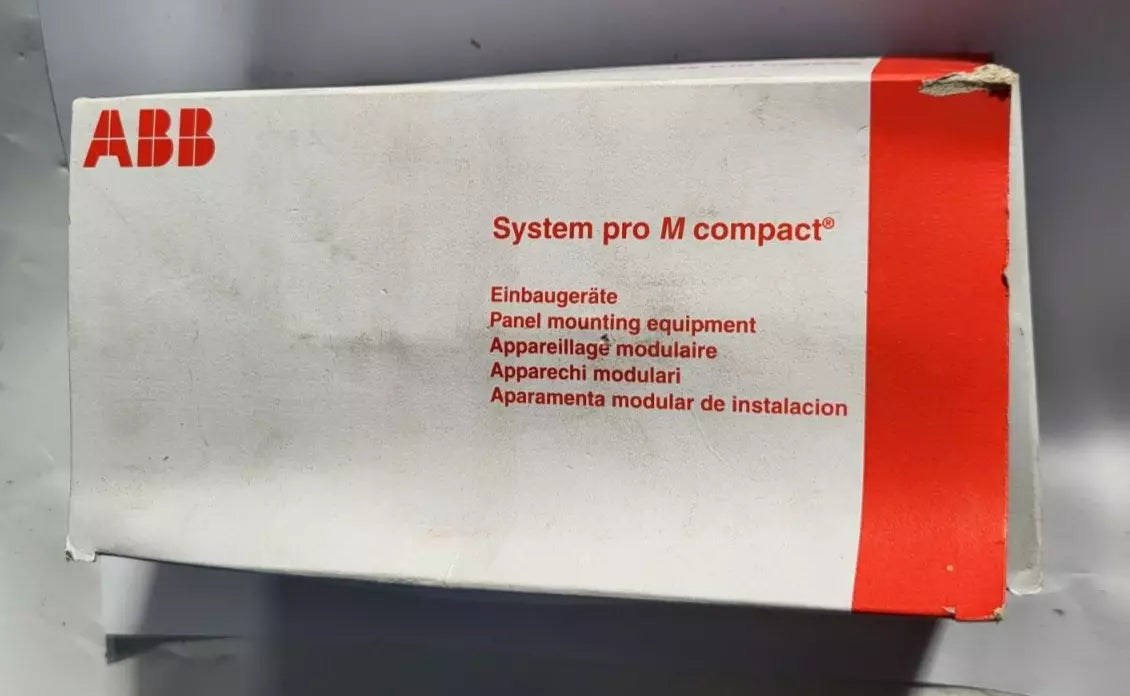 ABB
System pro M compact®
Einbaugeräte
Panel mounting equipment
Appareillage modulaire
Apparechi modulari
Aparamenta modular de instalacion